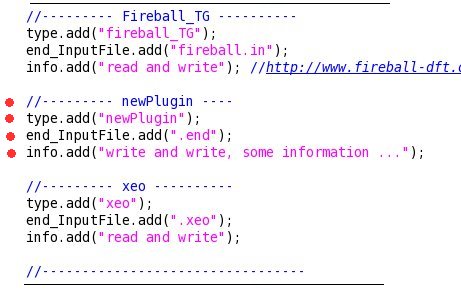 //--------- Fireball_TG ----------
type.add("fireball_TG");
end_InputFile.add("fireball.in");
info.add("read and write"); //http://www.fireball-dft.
//--------- newPlugin ----
type.add("newPlugin");
end_InputFile.add(".end");
info.add("write and write, some information ...");
//--------- xeo ----------
type.add("xeo");
end_InputFile.add(".xeo");
info.add("read and write");
//-------------------------------